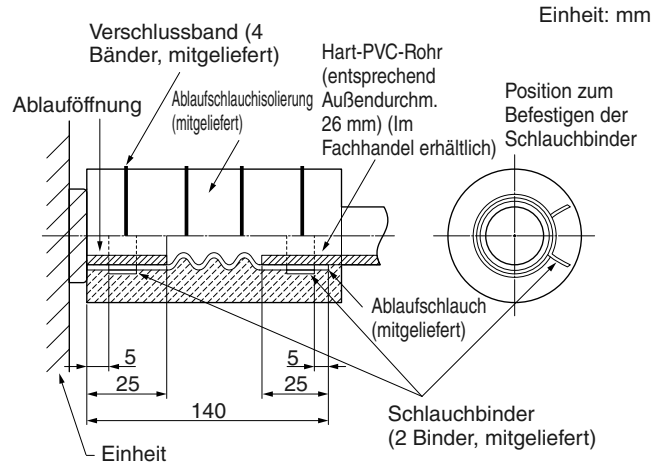 Einheit: mm
Verschlussband (4
Bänder, mitgeliefert)
Hart-PVC-Rohr
(entsprechend
Außendurchm.
26 mm) (Im
Fachhandel erhältlich)
Ablauföffnung
Ablaufschlauchisolierung
(mitgeliefert)
Position zum
Befestigen der
Schlauchbinder
Ablaufschlauch
(mitgeliefert)
5
5
25
25
140
Schlauchbinder
(2 Binder, mitgeliefert)
Einheit